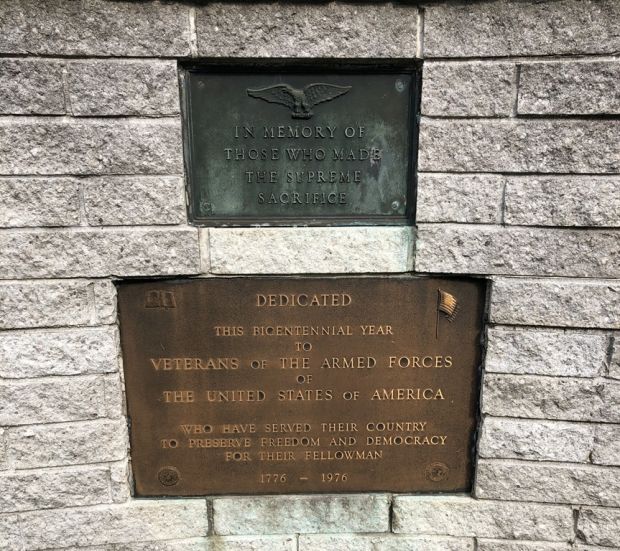 IN MEMORY OF
THOSE WHO MADE
THE SUPREME
SACRIFICE
DEDICATED
THIS BICENTENNIAL YEAR
TO
VETERANS OF THE ARMED FORCES
OF
THE UNITED STATES OF AMERICA
WHO HAVE SERVED THEIR COUNTRY
TO PRESERVE FREEDOM AND DEMOCRACY
FOR THEIR FELLOWMAN
1776 – 1976